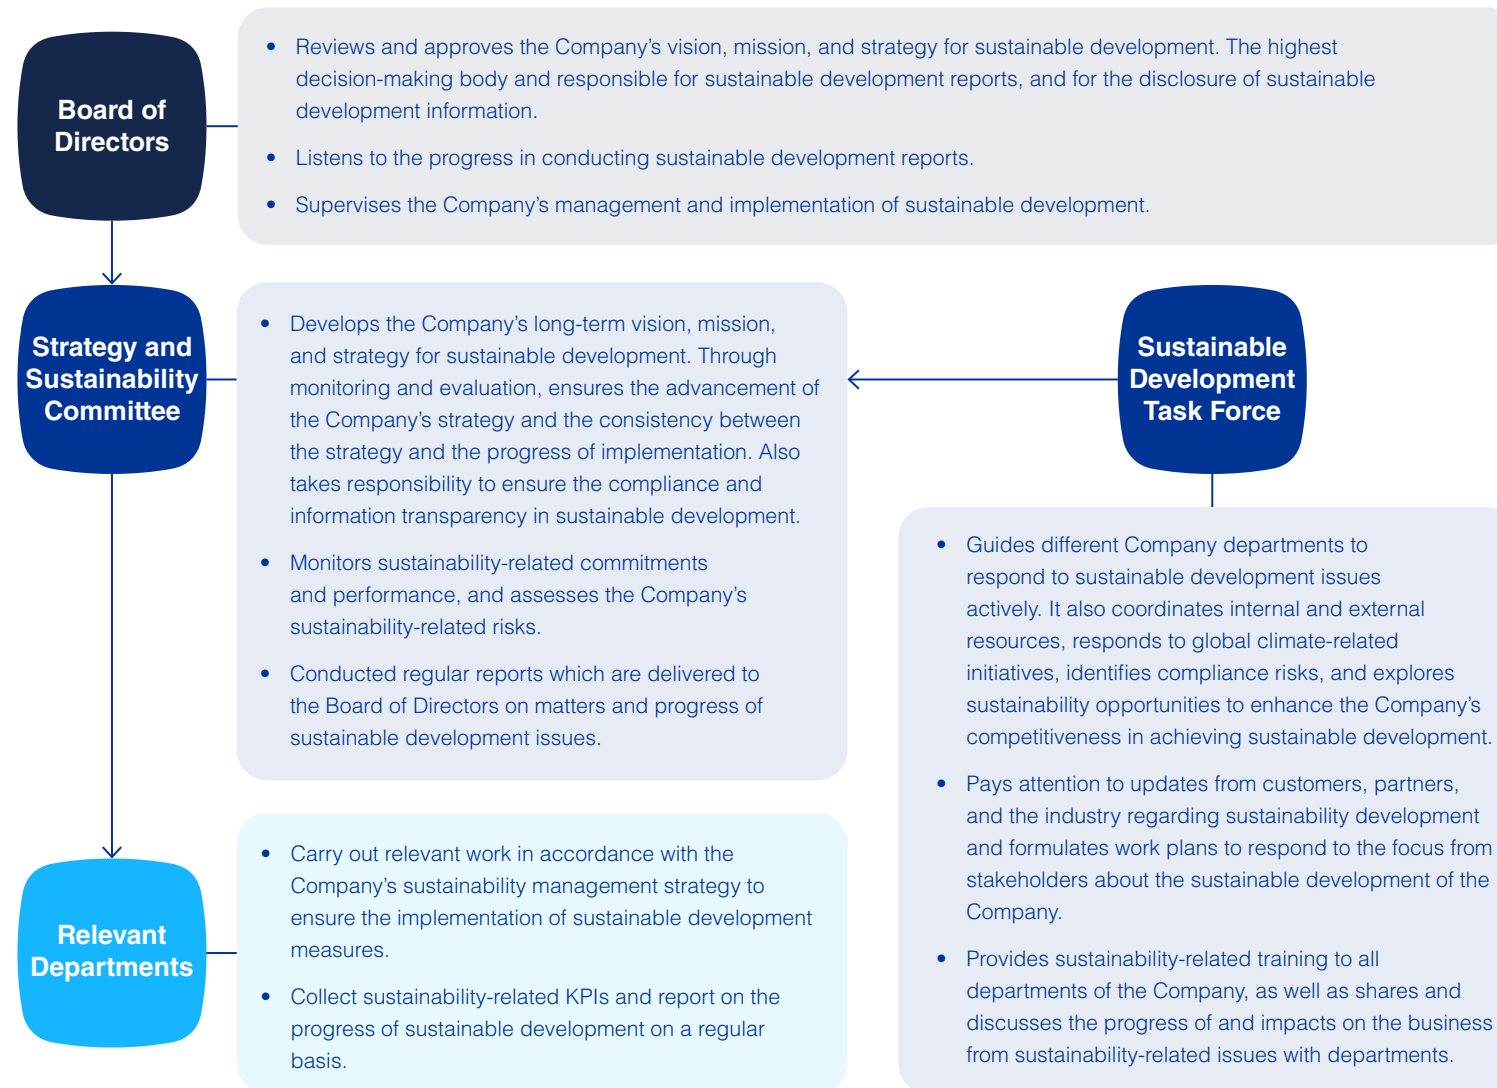 Board of
Directors
• Reviews and approves the Company’s vision, mission, and strategy for sustainable development. The highest
decision-making body and responsible for sustainable development reports, and for the disclosure of sustainable
development information.
• Listens to the progress in conducting sustainable development reports.
• Supervises the Company’s management and implementation of sustainable development.
Strategy and
Sustainability
Committee
• Develops the Company’s long-term vision, mission,
and strategy for sustainable development. Through
monitoring and evaluation, ensures the advancement of
the Company’s strategy and the consistency between
the strategy and the progress of implementation. Also
takes responsibility to ensure the compliance and
information transparency in sustainable development.
• Monitors sustainability-related commitments
and performance, and assesses the Company’s
sustainability-related risks.
• Conducted regular reports which are delivered to
the Board of Directors on matters and progress of
sustainable development issues.
Sustainable
Development
Task Force
• Guides different Company departments to
respond to sustainable development issues
actively. It also coordinates internal and external
resources, responds to global climate-related
initiatives, identifies compliance risks, and explores
sustainability opportunities to enhance the Company’s
competitiveness in achieving sustainable development.
• Pays attention to updates from customers, partners,
and the industry regarding sustainability development
and formulates work plans to respond to the focus from
stakeholders about the sustainable development of the
Company.
• Provides sustainability-related training to all
departments of the Company, as well as shares and
discusses the progress of and impacts on the business
from sustainability-related issues with departments.
Relevant
Departments
• Carry out relevant work in accordance with the
Company’s sustainability management strategy to
ensure the implementation of sustainable development
measures.
• Collect sustainability-related KPIs and report on the
progress of sustainable development on a regular
basis.